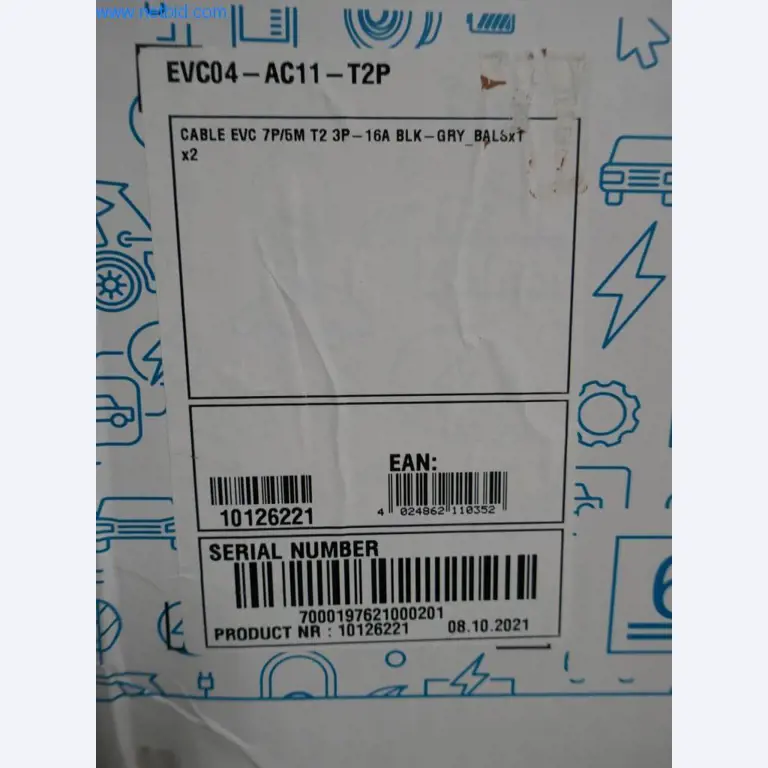 www.netbid.com
EVC04-AC11-T2P
CABLE EVC 7P/5M T2 3P-16A BLK-GRY_BALSxT
x2
EAN:
10126221
4 024862 110352
SERIAL NUMBER
7000197621000201
PRODUCT NR : 10126221 08.10.2021
6